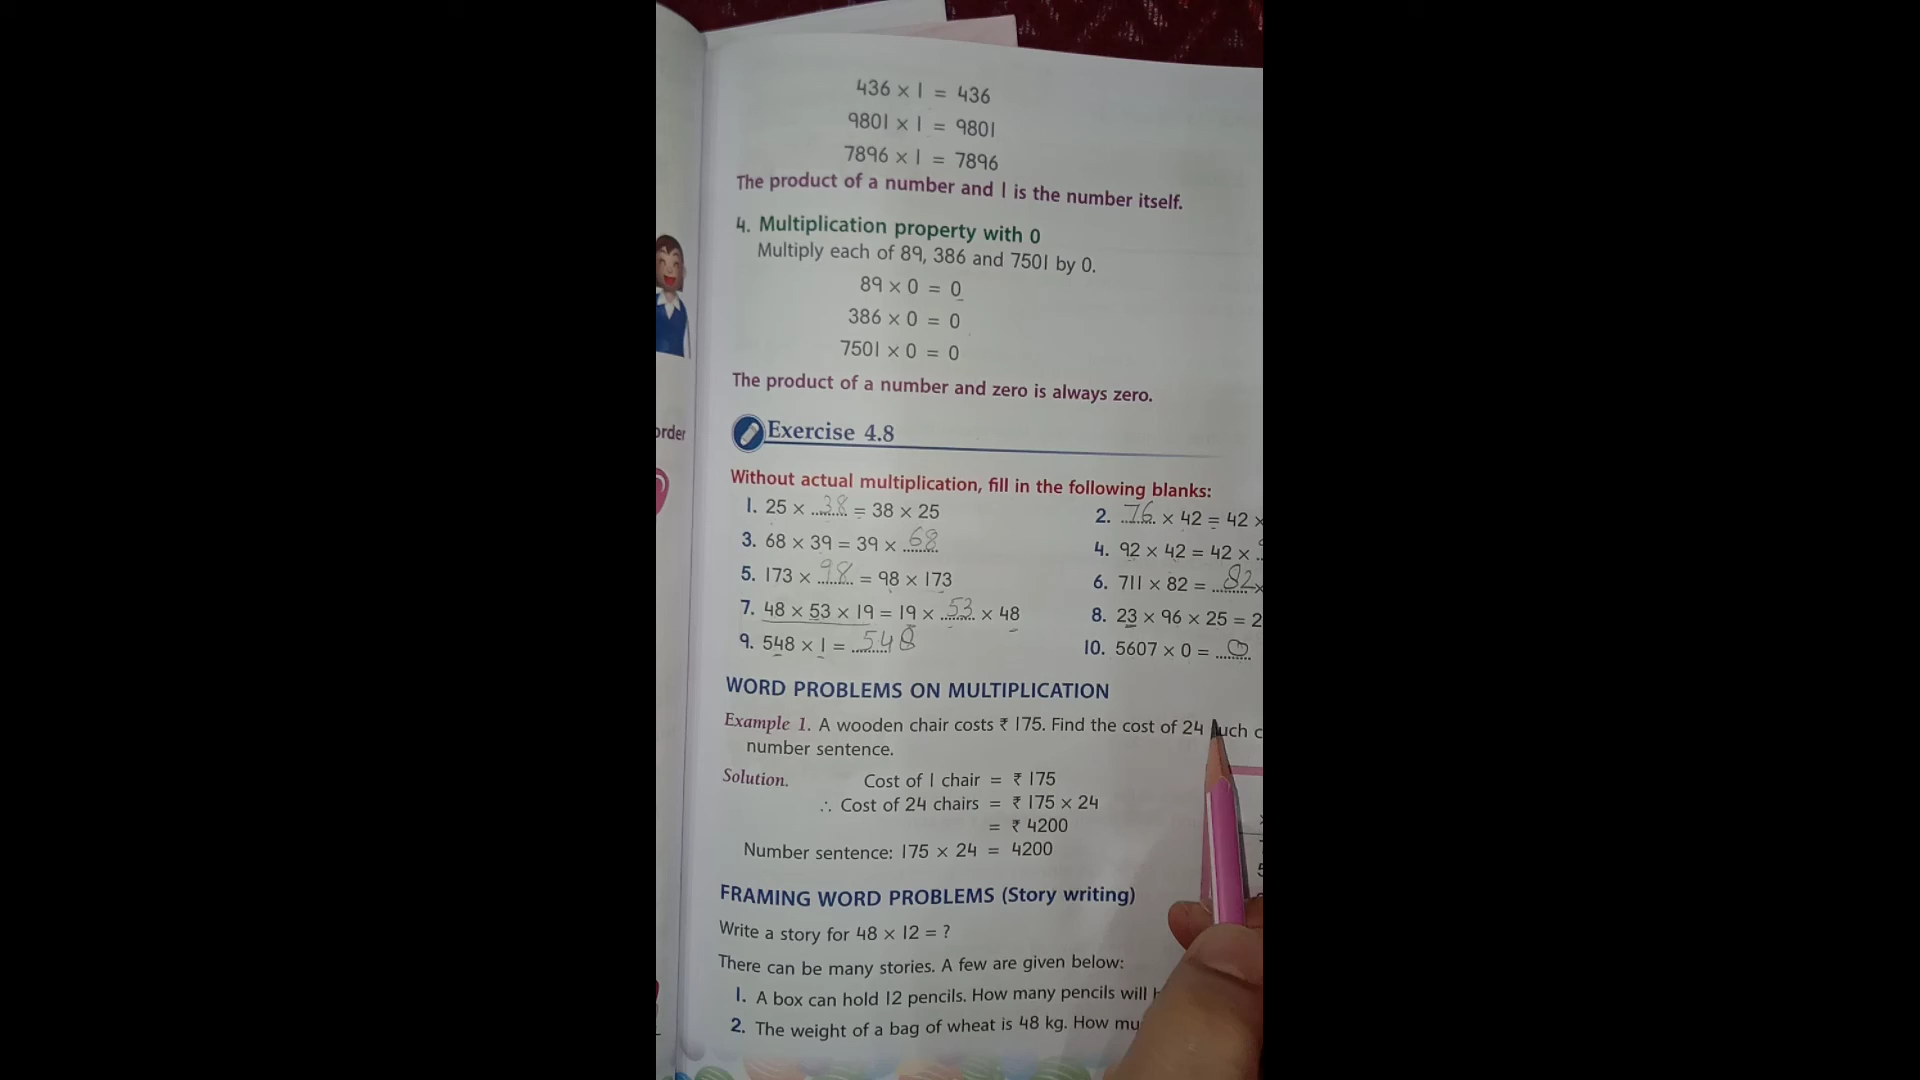 436 × 1 = 436
9801 × 1 = 9801
7896 × 1 = 7896
The product of a number and 1 is the number itself.
4. Multiplication property with 0
Multiply each of 89, 386 and 7501 by 0.
89 × 0 = 0
386 × 0 = 0
7501 × 0 = 0
The product of a number and zero is always zero.
order
Exercise 4.8
Without actual multiplication, fill in the following blanks:
1. 25 × 38 = 38 × 25
2. 76 × 42 = 42 ×
3. 68 × 39 = 39 × 68
4. 92 × 42 = 42 ×
5. 173 × 98 = 98 × 173
6. 711 × 82 = 82 ×
7. 48 × 53 × 19 = 19 × 53 × 48
8. 23 × 96 × 25 = 2
9. 548 × 1 = 548
10. 5607 × 0 = 0
WORD PROBLEMS ON MULTIPLICATION
Example 1. A wooden chair costs ₹ 175. Find the cost of 24 such c
number sentence.
Solution. Cost of 1 chair = ₹ 175
∴ Cost of 24 chairs = ₹ 175 × 24
= ₹ 4200
Number sentence: 175 × 24 = 4200
FRAMING WORD PROBLEMS (Story writing)
Write a story for 48 × 12 = ?
There can be many stories. A few are given below:
1. A box can hold 12 pencils. How many pencils will
2. The weight of a bag of wheat is 48 kg. How mu